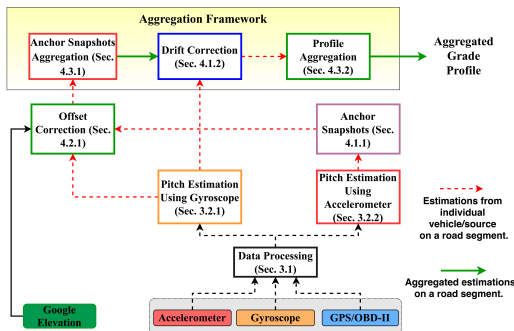 Aggregation Framework
Anchor Snapshots
Aggregation (Sec.
4.3.1)
Drift Correction
(Sec. 4.1.2)
Profile
Aggregation
(Sec. 4.3.2)
Aggregated
Grade
Profile
Offset
Correction (Sec.
4.2.1)
Anchor
Snapshots
(Sec. 4.1.1)
Pitch Estimation
Using Gyroscope
(Sec. 3.2.1)
Pitch Estimation
Using
Accelerometer
(Sec. 3.2.2)
Estimations from
individual
vehicle/source
on a road segment.
Data Processing
(Sec. 3.1)
Aggregated estimations
on a road segment.
Google
Elevation
Accelerometer
Gyroscope
GPS/OBD-II